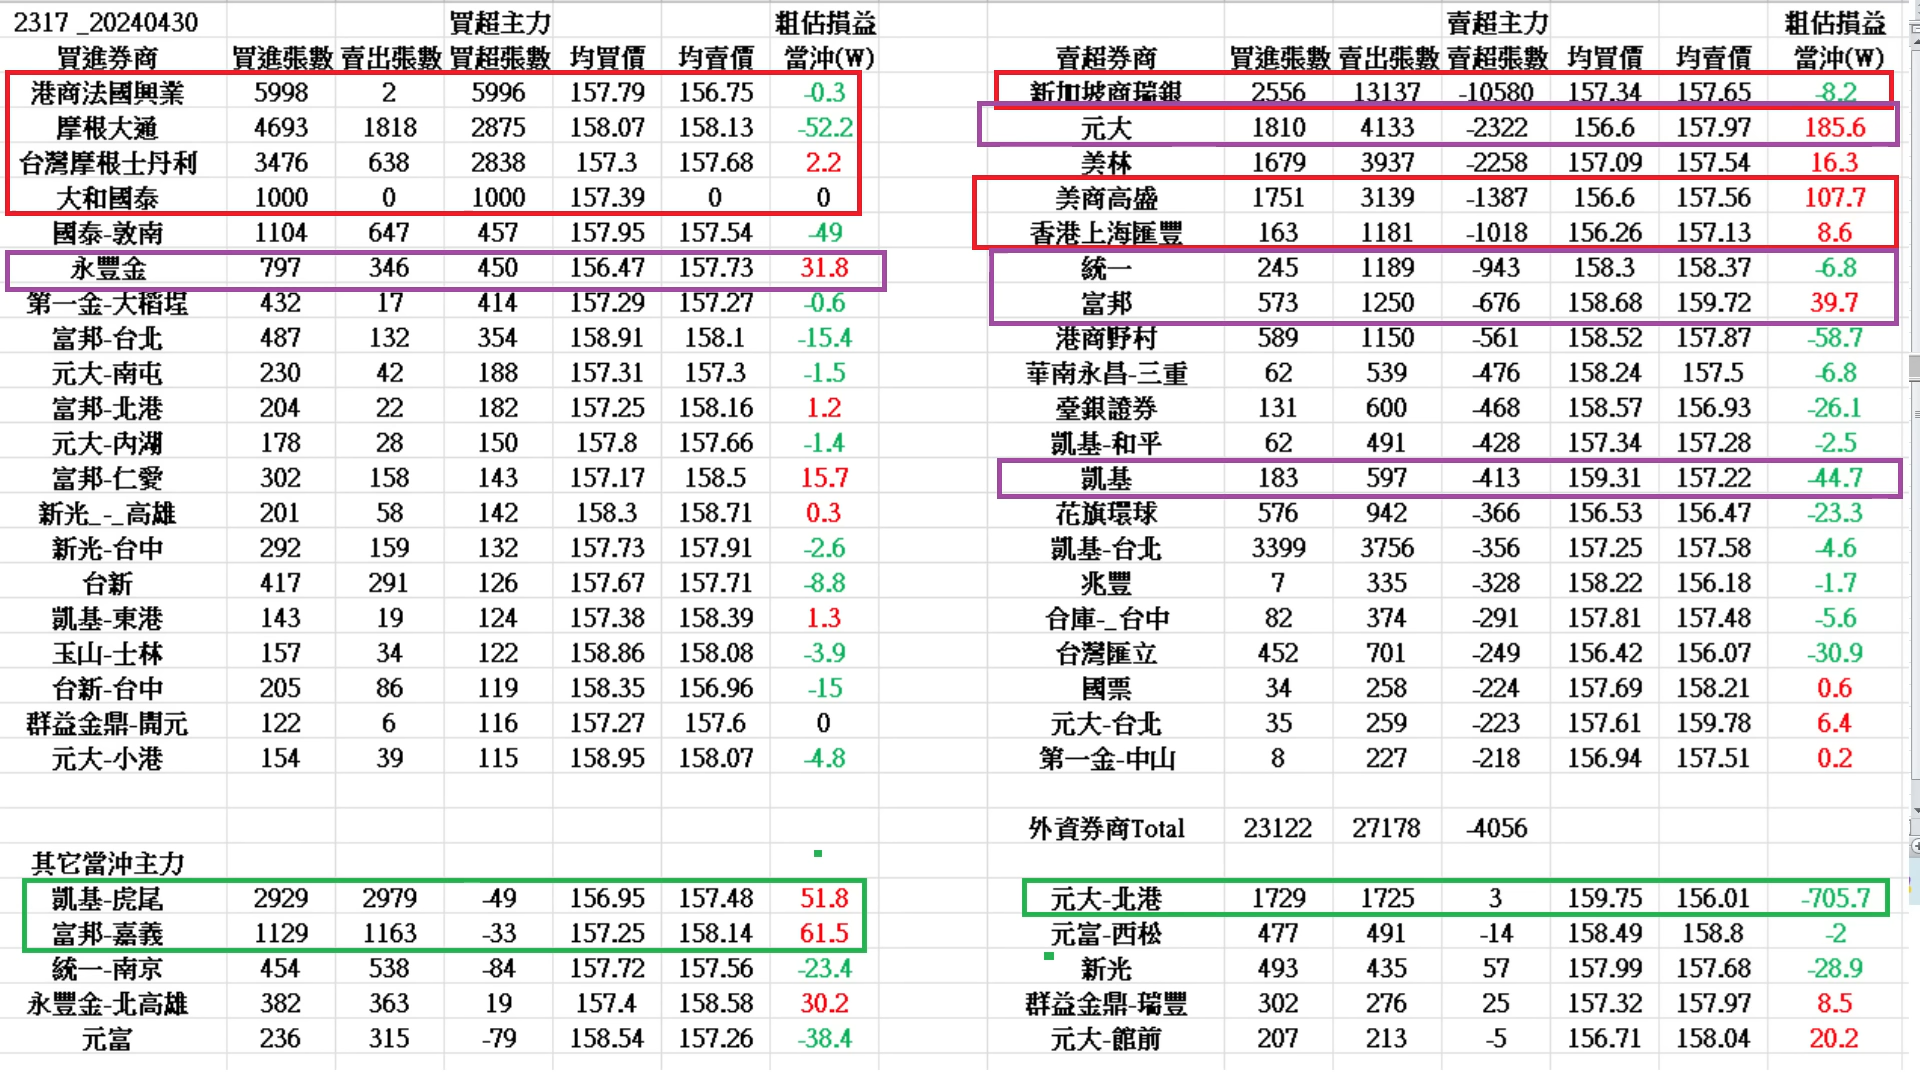 2317 _20240430 買超主力 粗估損益 賣超主力 粗估損益
買進券商 買進張數 賣出張數 買超張數 均買價 均賣價 當沖(W) 賣超券商 買進張數 賣出張數 賣超張數 均買價 均賣價 當沖(W)
港商法國興業 5998 2 5996 157.79 156.75 -0.3 新加坡商瑞銀 2556 13137 -10580 157.34 157.65 -8.2
摩根大通 4693 1818 2875 158.07 158.13 -52.2 元大 1810 4133 -2322 156.6 157.97 185.6
台灣摩根士丹利 3476 638 2838 157.3 157.68 2.2 美林 1679 3937 -2258 157.09 157.54 16.3
大和國泰 1000 0 1000 157.39 0 0 美商高盛 1751 3139 -1387 156.6 157.56 107.7
國泰-敦南 1104 647 457 157.95 157.54 -49 香港上海匯豐 163 1181 -1018 156.26 157.13 8.6
永豐金 797 346 450 156.47 157.73 31.8 統一 245 1189 -943 158.3 158.37 -6.8
第一金-大稻埕 432 17 414 157.29 157.27 -0.6 富邦 573 1250 -676 158.68 159.72 39.7
富邦-台北 487 132 354 158.91 158.1 -15.4 港商野村 589 1150 -561 158.52 157.87 -58.7
元大-南屯 230 42 188 157.31 157.3 -1.5 華南永昌-三重 62 539 -476 158.24 157.5 -6.8
富邦-北港 204 22 182 157.25 158.16 1.2 臺銀證券 131 600 -468 158.57 156.93 -26.1
元大-內湖 178 28 150 157.8 157.66 -1.4 凱基-和平 62 491 -428 157.34 157.28 -2.5
富邦-仁愛 302 158 143 157.17 158.5 15.7 凱基 183 597 -413 159.31 157.22 -44.7
新光_-_高雄 201 58 142 158.3 158.71 0.3 花旗環球 576 942 -366 156.53 156.47 -23.3
新光-台中 292 159 132 157.73 157.91 -2.6 凱基-台北 3399 3756 -356 157.25 157.58 -4.6
台新 417 291 126 157.67 157.71 -8.8 兆豐 7 335 -328 158.22 156.18 -1.7
凱基-東港 143 19 124 157.38 158.39 1.3 合庫-_台中 82 374 -291 157.81 157.48 -5.6
玉山-士林 157 34 122 158.86 158.08 -3.9 台灣匯立 452 701 -249 156.42 156.07 -30.9
台新-台中 205 86 119 158.35 156.96 -15 國票 34 258 -224 157.69 158.21 0.6
群益金鼎-開元 122 6 116 157.27 157.6 0 元大-台北 35 259 -223 157.61 159.78 6.4
元大-小港 154 39 115 158.95 158.07 -4.8 第一金-中山 8 227 -218 156.94 157.51 0.2
外資券商Total 23122 27178 -4056
其它當沖主力
凱基-虎尾 2929 2979 -49 156.95 157.48 51.8 元大-北港 1729 1725 3 159.75 156.01 -705.7
富邦-嘉義 1129 1163 -33 157.25 158.14 61.5 元富-西松 477 491 -14 158.49 158.8 -2
統一-南京 454 538 -84 157.72 157.56 -23.4 新光 493 435 57 157.99 157.68 -28.9
永豐金-北高雄 382 363 19 157.4 158.58 30.2 群益金鼎-瑞豐 302 276 25 157.32 157.97 8.5
元富 236 315 -79 158.54 157.26 -38.4 元大-館前 207 213 -5 156.71 158.04 20.2